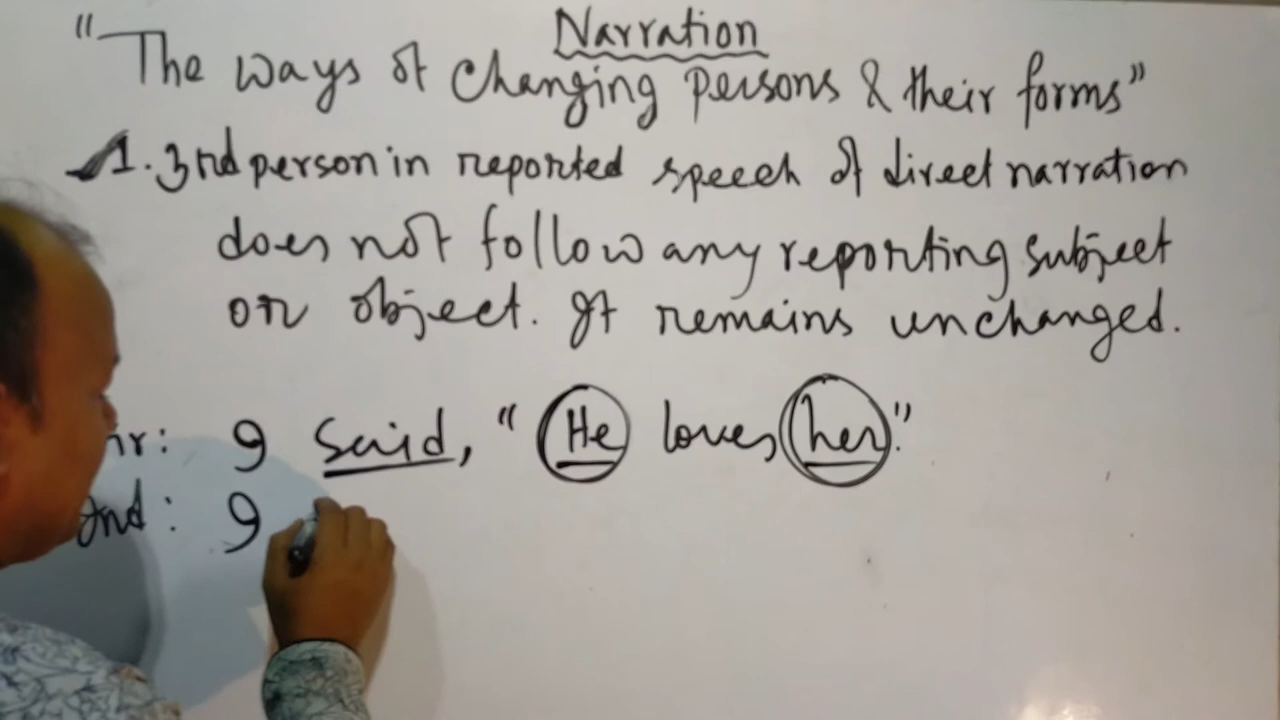 Narration
"The ways of changing persons & their forms"
1. 3rd person in reported speech of direct narration
does not follow any reporting subject
or object. It remains unchanged.
I said, "He loves her."
Ind: I